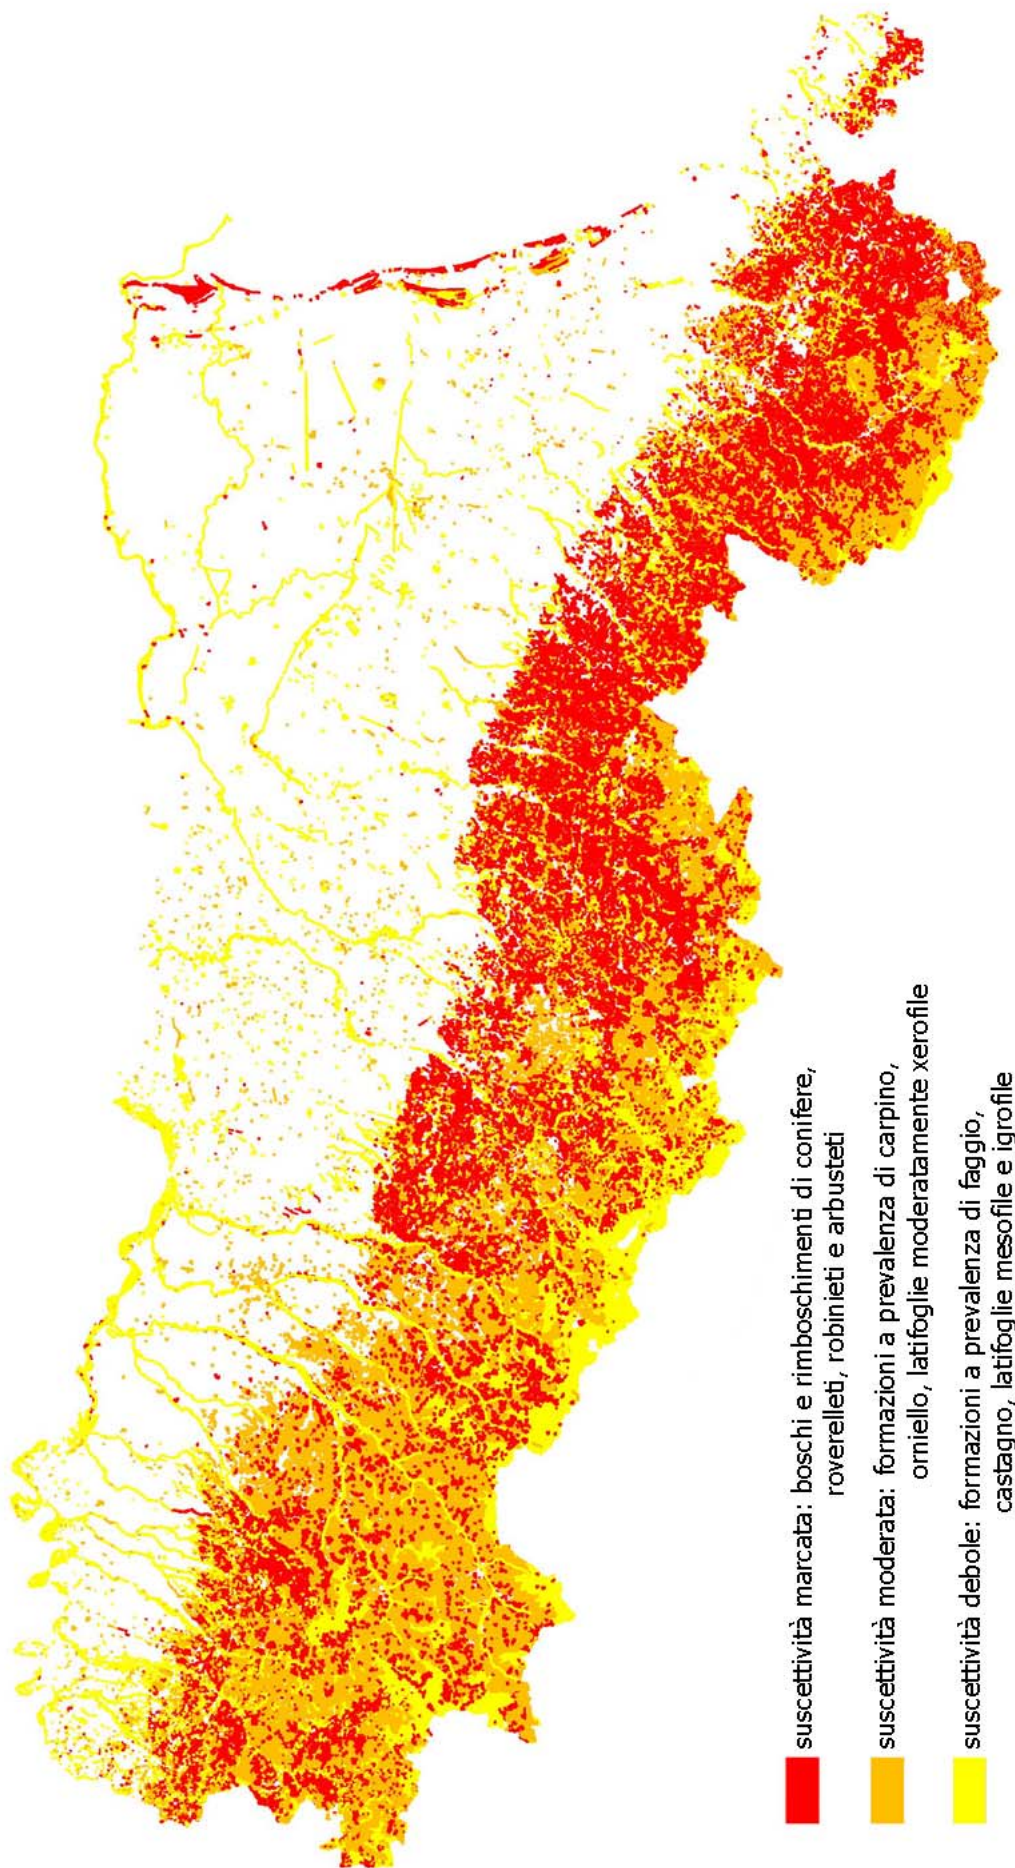 suscettività marcata: boschi e rimboschimenti di conifere,
roverelleti, robinieti e arbusteti
suscettività moderata: formazioni a prevalenza di carpino,
orniello, latifoglie moderatamente xerofile
suscettività debole: formazioni a prevalenza di faggio,
castagno, latifoglie mesofile e igrofile